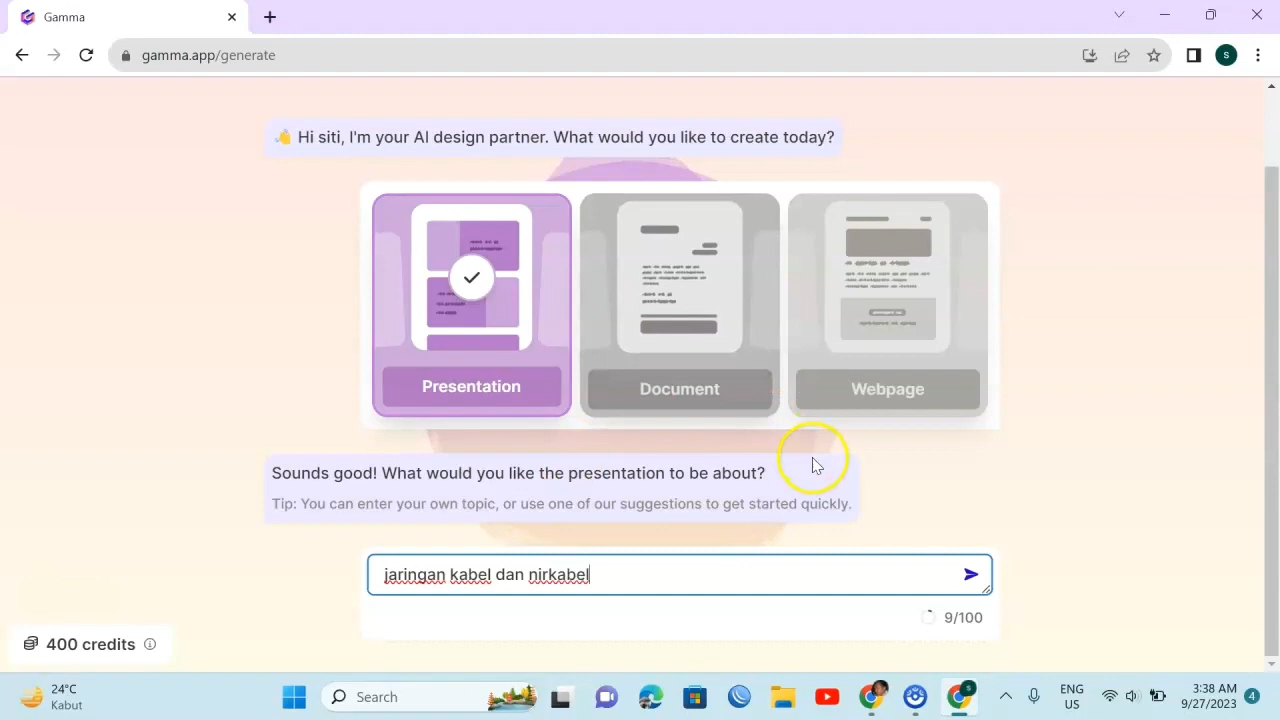 Gamma
gamma.app/generate
S
Hi siti, I'm your AI design partner. What would you like to create today?
Presentation
Document
Webpage
Sounds good! What would you like the presentation to be about?
Tip: You can enter your own topic, or use one of our suggestions to get started quickly.
jaringan kabel dan nirkabel
9/100
400 credits
24°C
Kabut
Search
ENG
US
3:38 AM
9/27/2023
4